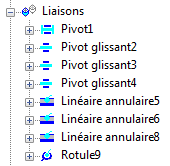 Liaisons
Pivot1
Pivot glissant2
Pivot glissant3
Pivot glissant4
Linéaire annulaire5
Linéaire annulaire6
Linéaire annulaire8
Rotule9